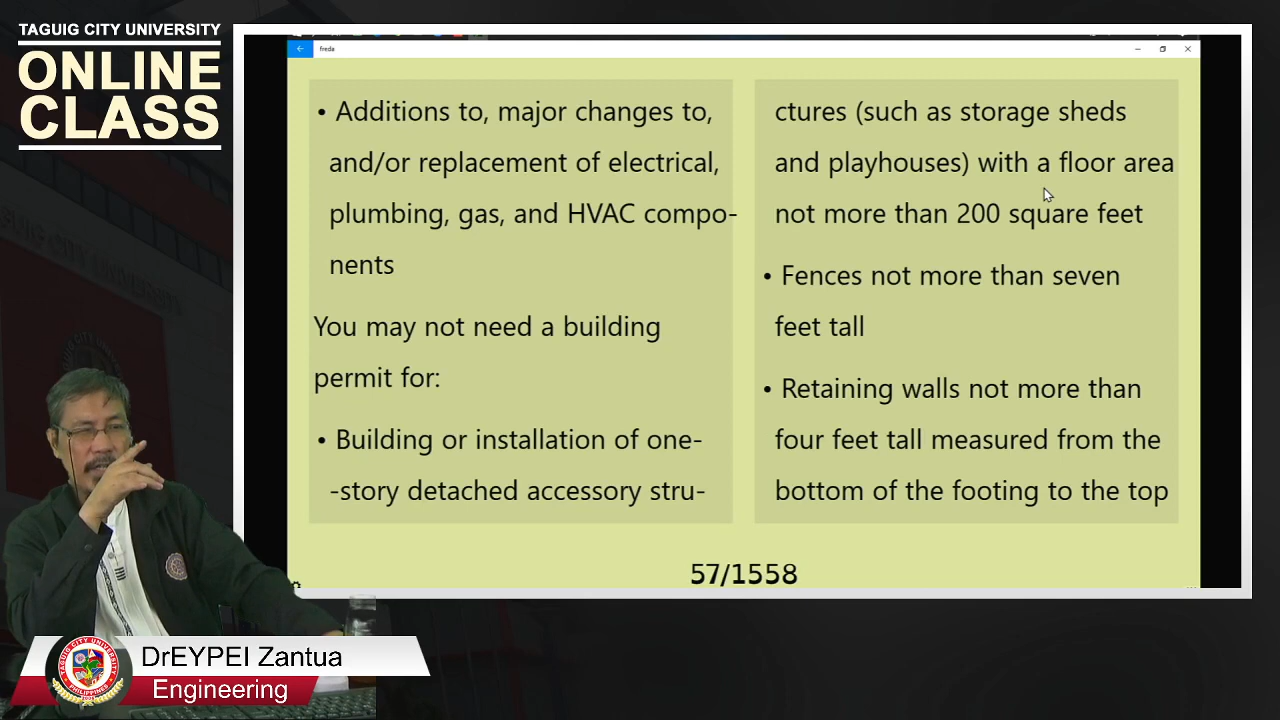 TAGUIG CITY UNIVERSITY
ONLINE
CLASS
freda
• Additions to, major changes to,
and/or replacement of electrical,
plumbing, gas, and HVAC compo-
nents
You may not need a building
permit for:
• Building or installation of one-
-story detached accessory stru-
ctures (such as storage sheds
and playhouses) with a floor area
not more than 200 square feet
• Fences not more than seven
feet tall
• Retaining walls not more than
four feet tall measured from the
bottom of the footing to the top
57/1558
DrEYPEI Zantua
Engineering